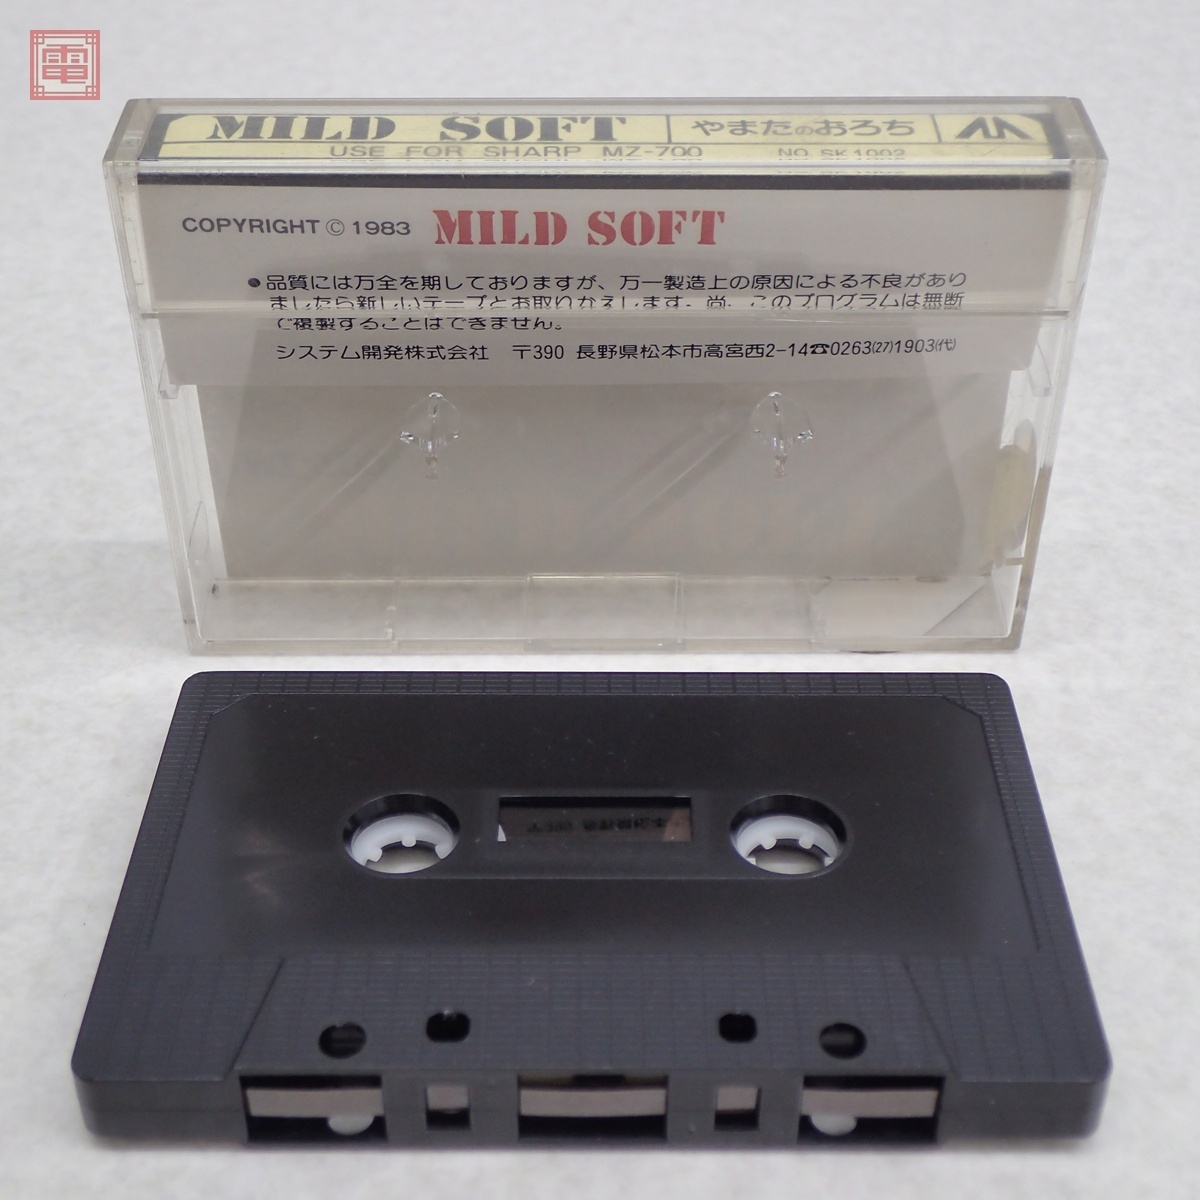 電
MILD SOFT やまたのおろち
USE FOR SHARP MZ-700 NO. SK1002
COPYRIGHT © 1983 MILD SOFT
●品質には万全を期しておりますが、万一製造上の原因による不良があり
ましたら新しいテープとお取りかえします。尚、このプログラムは無断
で複製することはできません。
システム開発株式会社 〒390 長野県松本市高宮西2-14☎0263(27)1903(代)